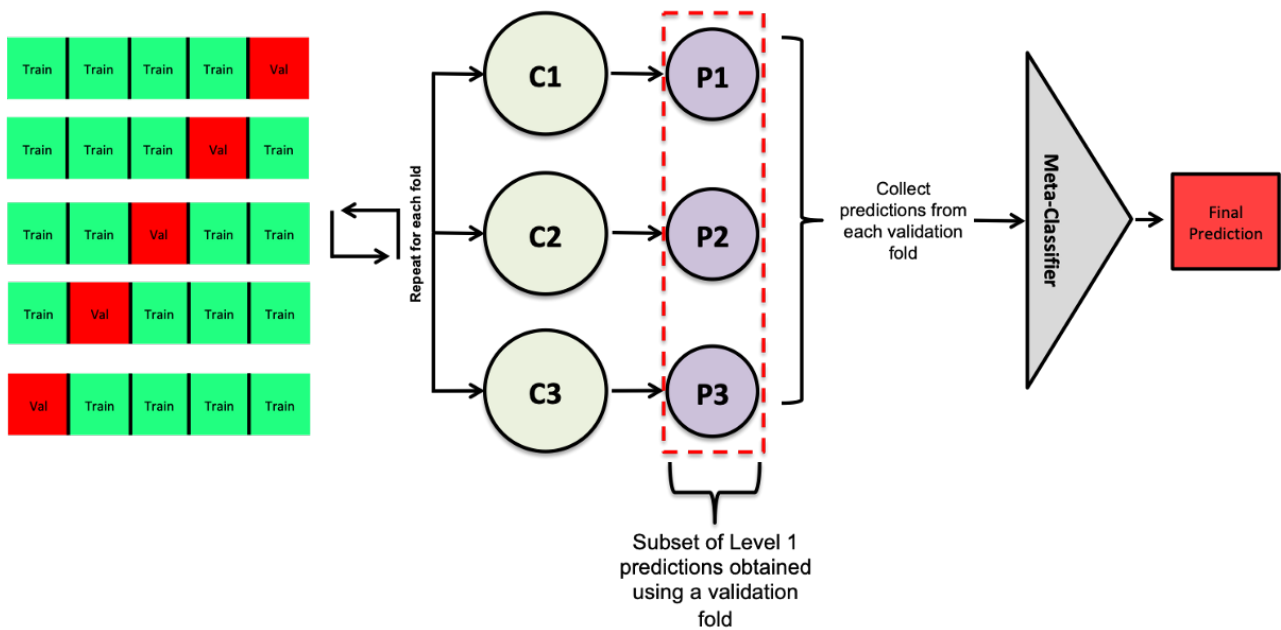 Train Train Train Train Val
Train Train Train Val Train
Train Train Val Train Train
Train Val Train Train Train
Val Train Train Train Train
Repeat for each fold
C1
P1
C2
P2
C3
P3
Subset of Level 1
predictions obtained
using a validation
fold
Collect
predictions from
each validation
fold
Meta-Classifier
Final
Prediction